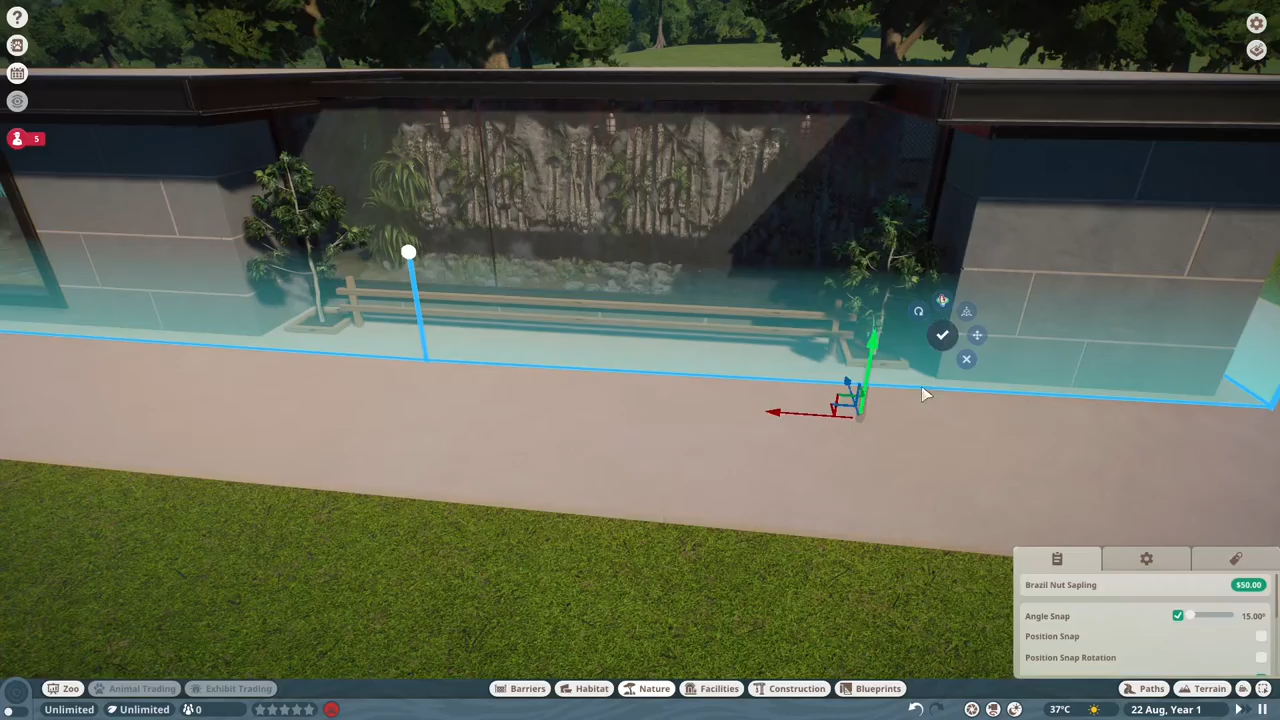 ?
5
Brazil Nut Sapling $50.00
Angle Snap 15.00°
Position Snap
Position Snap Rotation
Zoo Animal Trading Exhibit Trading Barriers Habitat Nature Facilities Construction Blueprints Paths Terrain
Unlimited Unlimited 0 37°C 22 Aug, Year 1